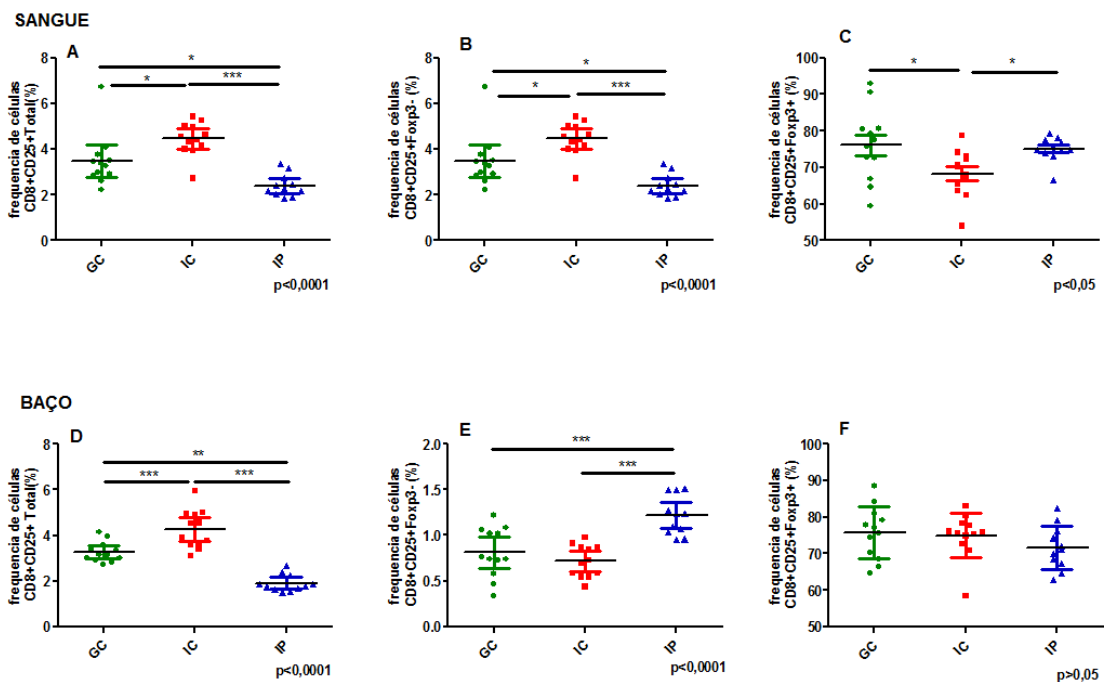 SANGUE
A
frequencia de células
CD8+CD25+Total(%)
8
6
4
2
0
*
*
***
GC
IC
IP
p<0,0001
B
frequencia de células
CD8+CD25+Foxp3- (%)
8
6
4
2
0
*
*
***
GC
IC
IP
p<0,0001
C
frequencia de células
CD8+CD25+Foxp3+ (%)
100
90
80
70
60
50
*
*
GC
IC
IP
p<0,05
BAÇO
D
frequencia de células
CD8+CD25+ Total(%)
8
6
4
2
0
**
***
***
GC
IC
IP
p<0,0001
E
frequencia de células
CD8+CD25+Foxp3- (%)
2.0
1.5
1.0
0.5
0.0
***
***
GC
IC
IP
p<0,0001
F
frequencia de células
CD8+CD25+Foxp3+ (%)
100
90
80
70
60
50
GC
IC
IP
p>0,05